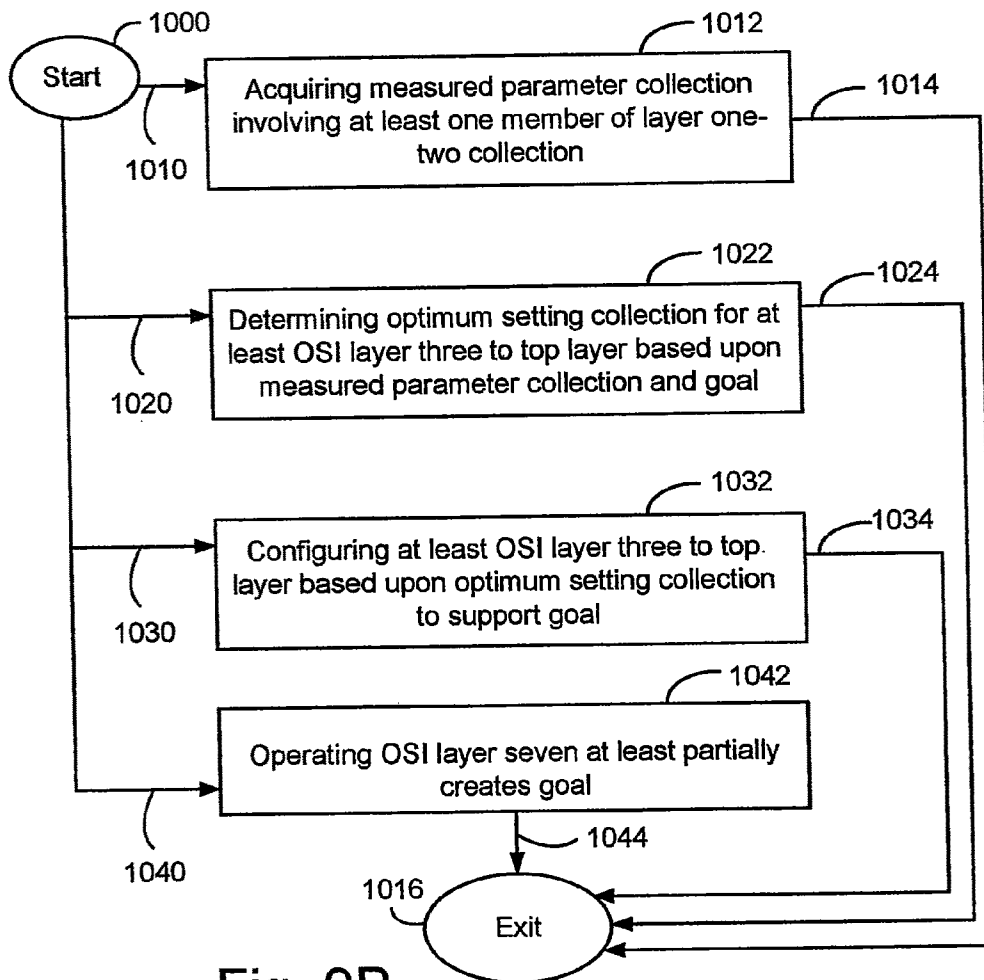 1000
Start
1010
1012
Acquiring measured parameter collection
involving at least one member of layer one-
two collection
1014
1022
1024
Determining optimum setting collection for at
least OSI layer three to top layer based upon
measured parameter collection and goal
1020
1032
1034
Configuring at least OSI layer three to top
layer based upon optimum setting collection
to support goal
1030
1042
Operating OSI layer seven at least partially
creates goal
1040
1044
1016
Exit